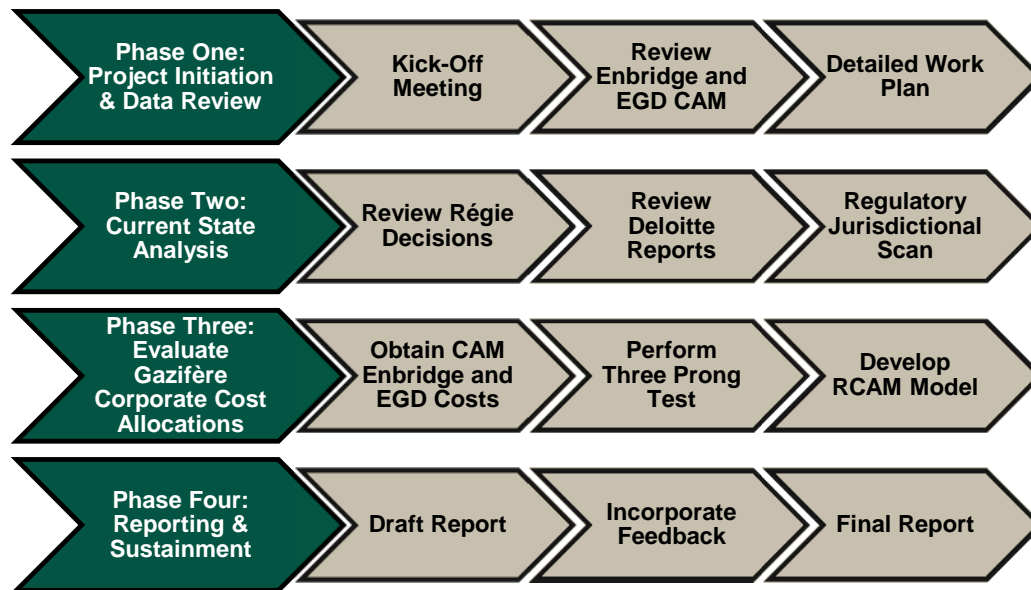 Phase One:
Project Initiation
& Data Review
Kick-Off
Meeting
Review
Enbridge and
EGD CAM
Detailed Work
Plan
Phase Two:
Current State
Analysis
Review Régie
Decisions
Review
Deloitte
Reports
Regulatory
Jurisdictional
Scan
Phase Three:
Evaluate
Gazifère
Corporate Cost
Allocations
Obtain CAM
Enbridge and
EGD Costs
Perform
Three Prong
Test
Develop
RCAM Model
Phase Four:
Reporting &
Sustainment
Draft Report
Incorporate
Feedback
Final Report